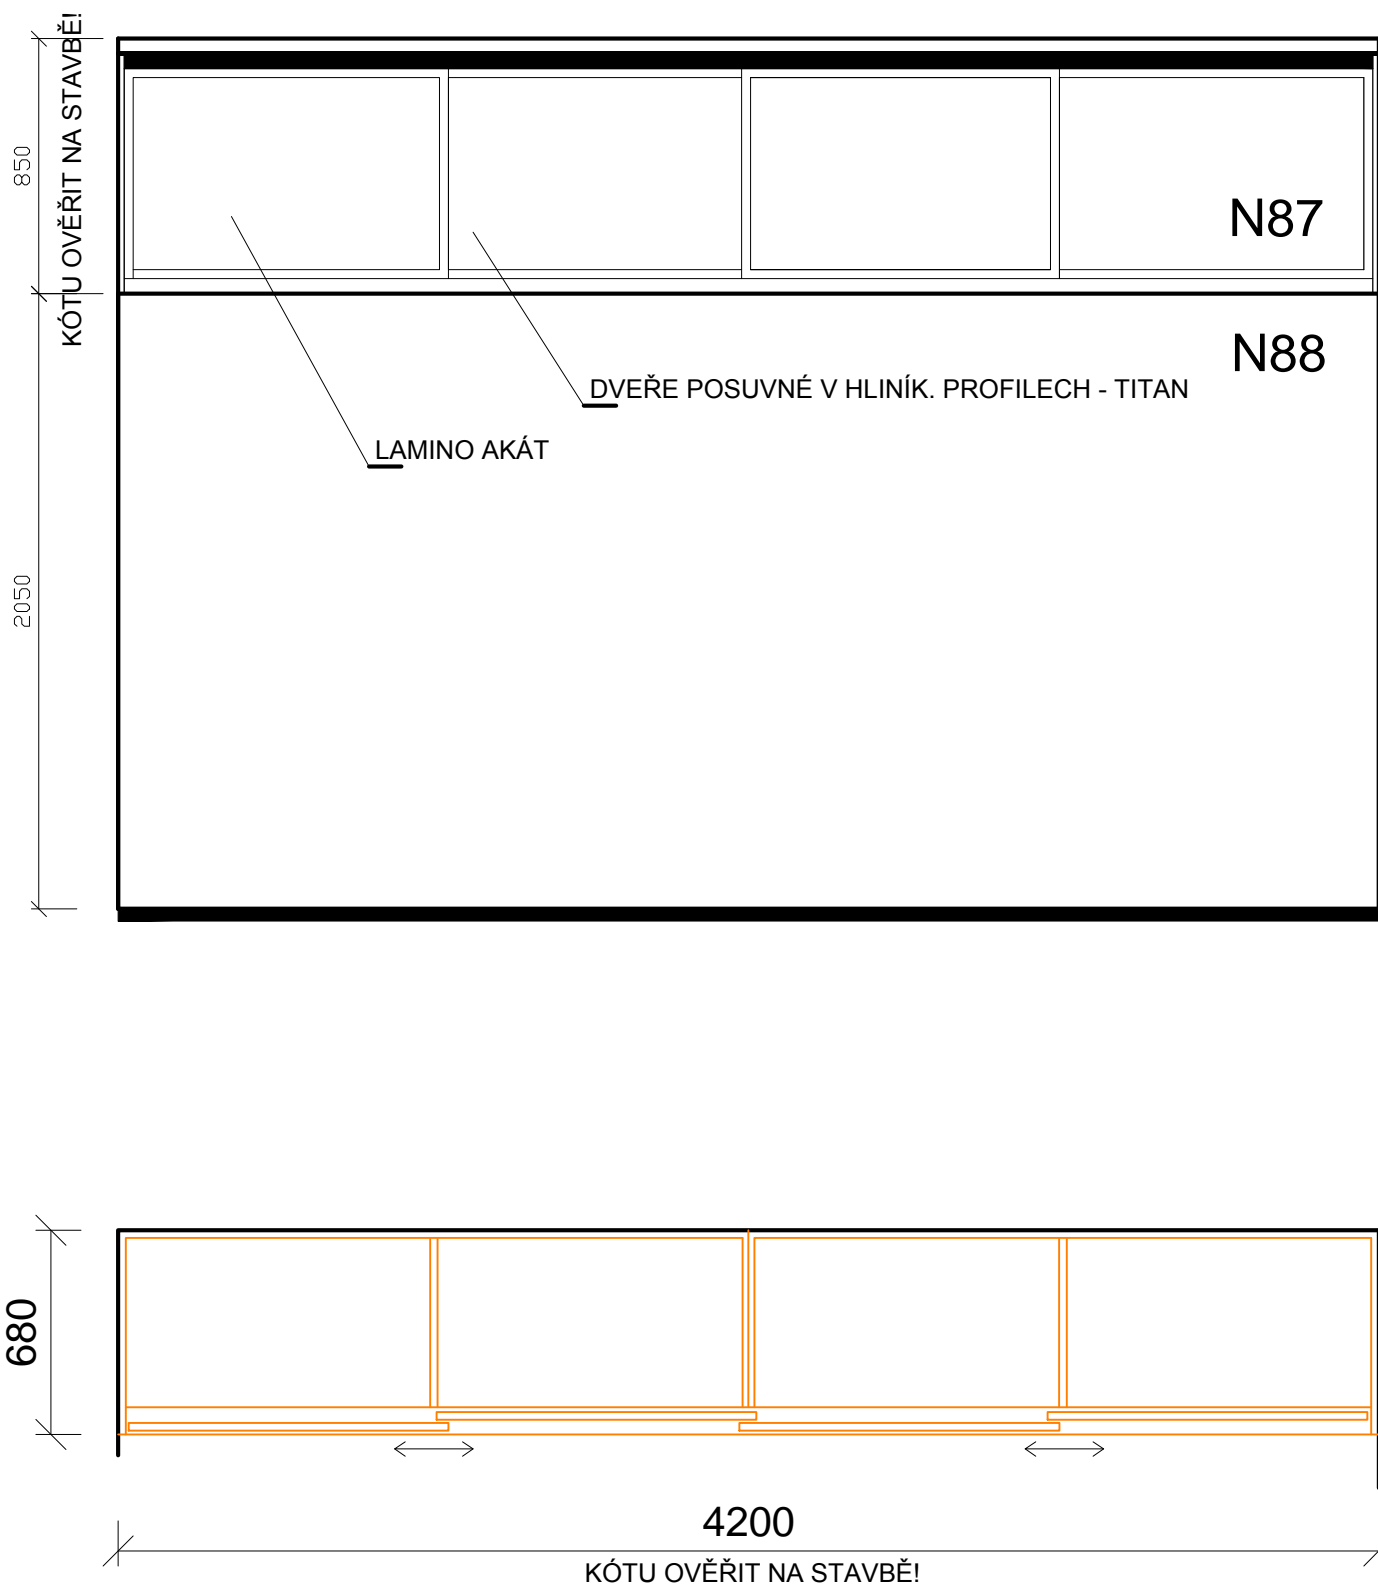 KÓTU OVĚŘIT NA STAVBĚ!
850
N87
N88
DVEŘE POSUVNÉ V HLINÍK. PROFILECH - TITAN
LAMINO AKÁT
2050
680
4200
KÓTU OVĚŘIT NA STAVBĚ!